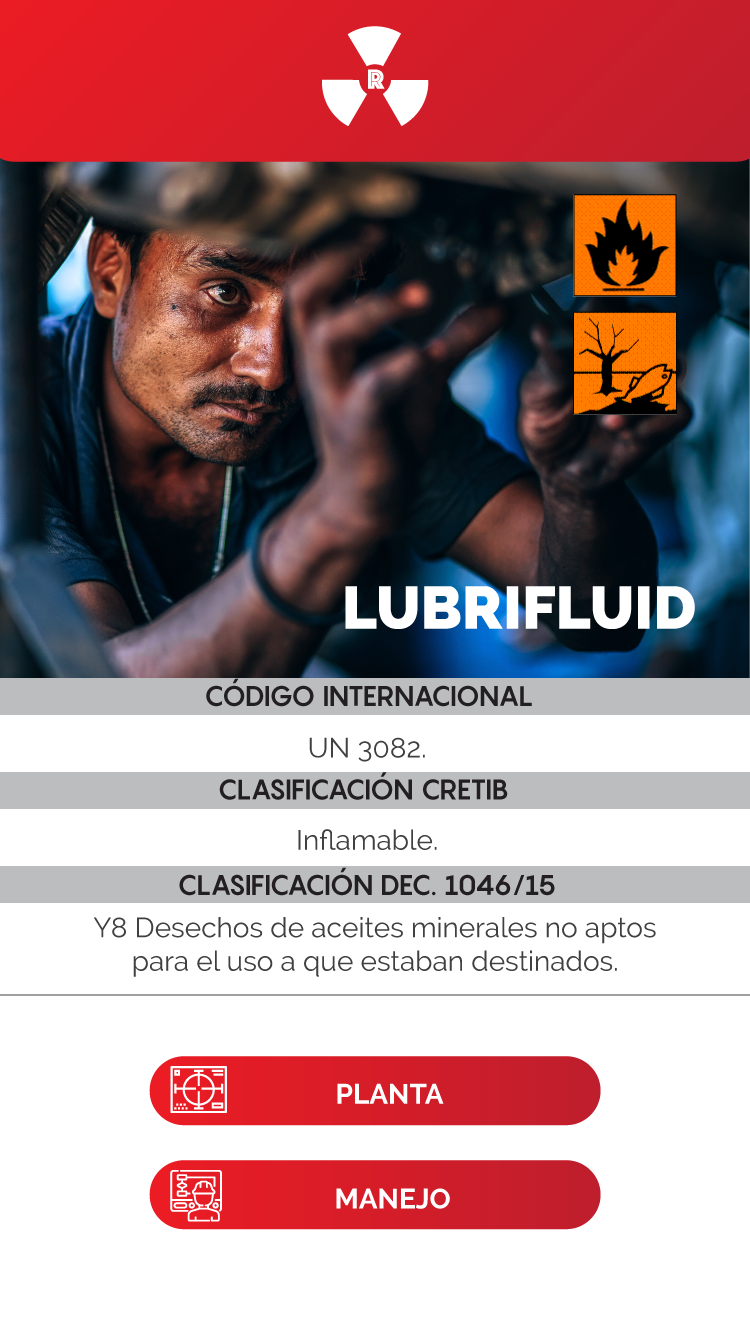 R
LUBRIFLUID
CÓDIGO INTERNACIONAL
UN 3082.
CLASIFICACIÓN CRETIB
Inflamable.
CLASIFICACIÓN DEC. 1046/15
Y8 Desechos de aceites minerales no aptos
para el uso a que estaban destinados.
PLANTA
MANEJO